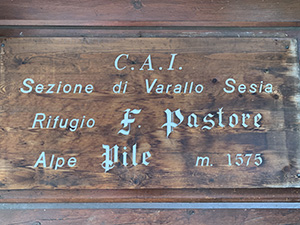 C.A.I.
Sezione di Varallo Sesia
Rifugio F. Pastore
Alpe Pile m. 1575